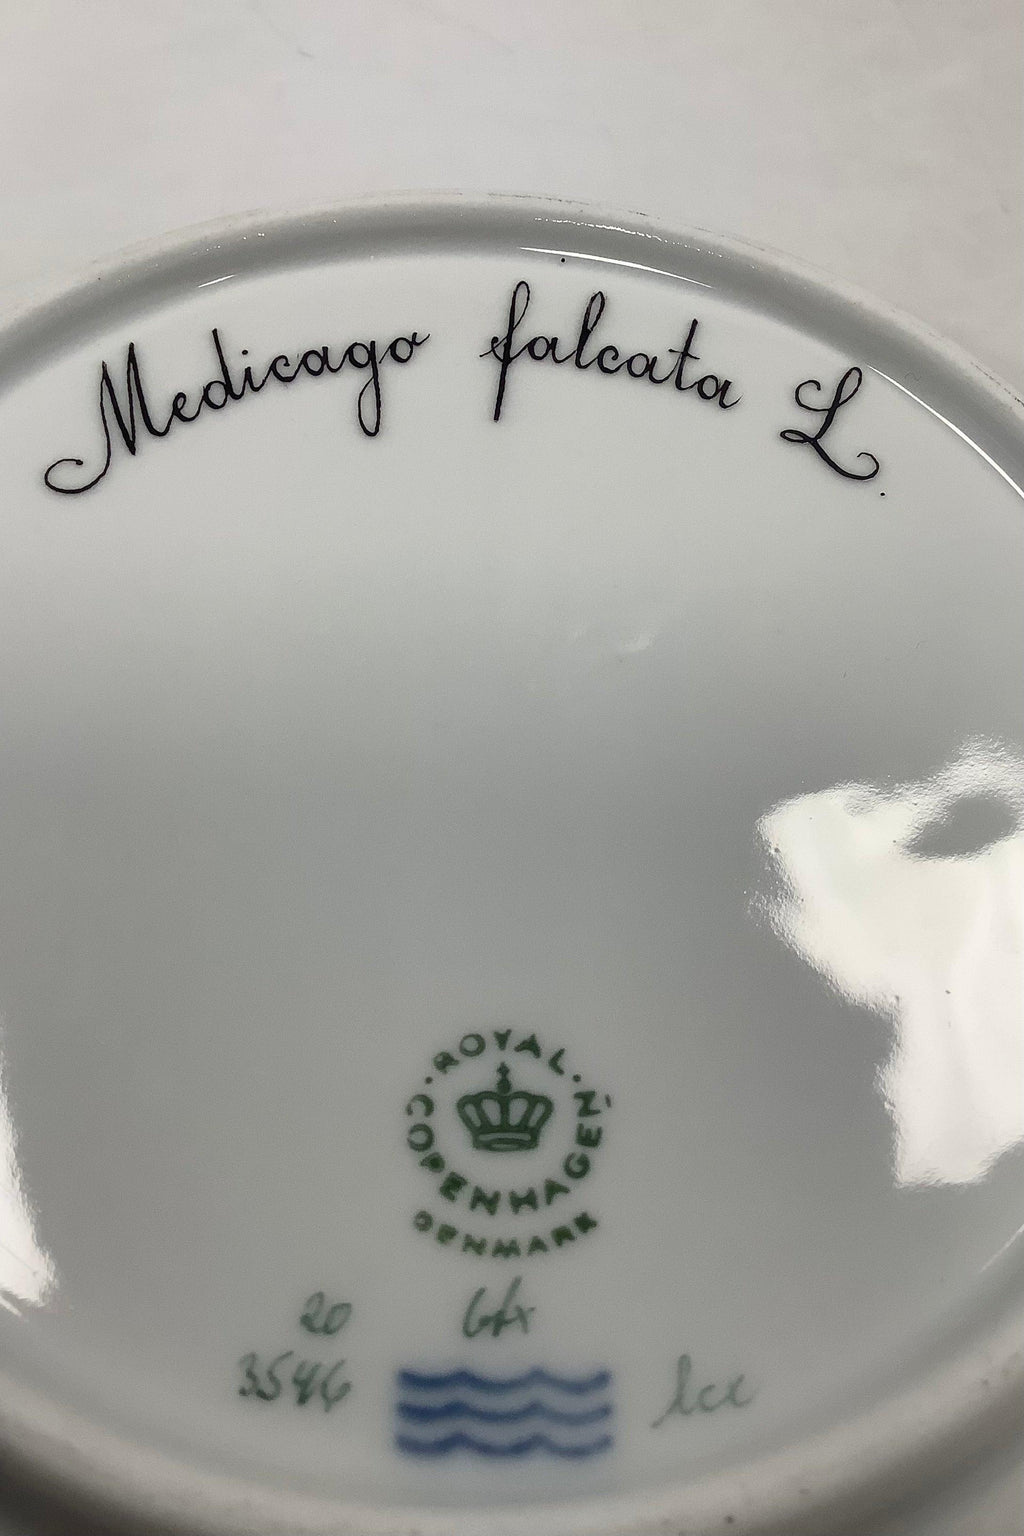 Medicago falcata L.
ROYAL
COPENHAGEN
DENMARK
20
3546